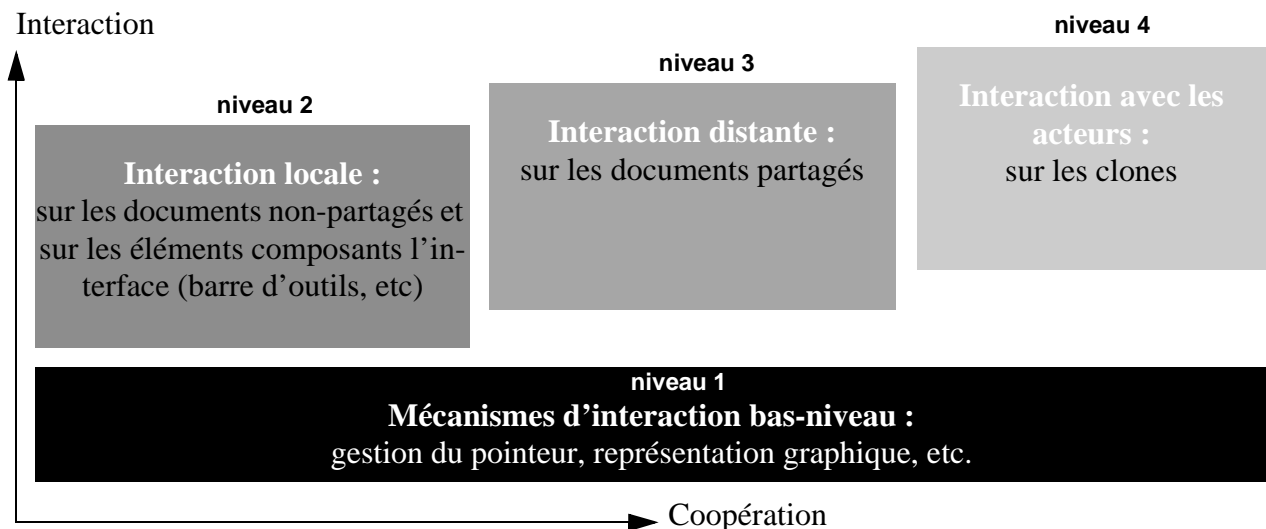 Interaction
niveau 4
Interaction avec les
acteurs :
sur les clones
niveau 3
Interaction distante :
sur les documents partagés
niveau 2
Interaction locale :
sur les documents non-partagés et
sur les éléments composants l’in-
terface (barre d’outils, etc)
niveau 1
Mécanismes d’interaction bas-niveau :
gestion du pointeur, représentation graphique, etc.
Coopération